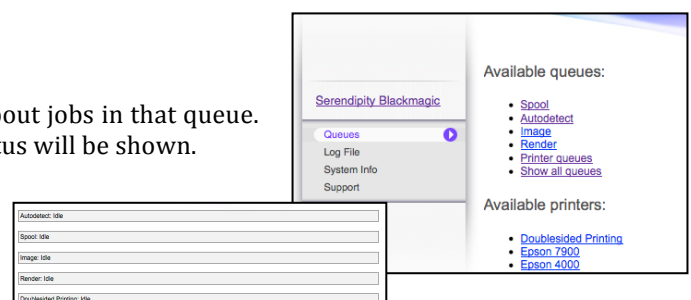 bout jobs in that queue.
tus will be shown.
Serendipity Blackmagic
Queues
Log File
System Info
Support
Available queues:
Spool
Autodetect
Image
Render
Printer queues
Show all queues
Available printers:
Doublesided Printing
Epson 7900
Epson 4000
Autodetect: Idle
Spool: Idle
Image: Idle
Render: Idle
Doublesided Printing: Idle